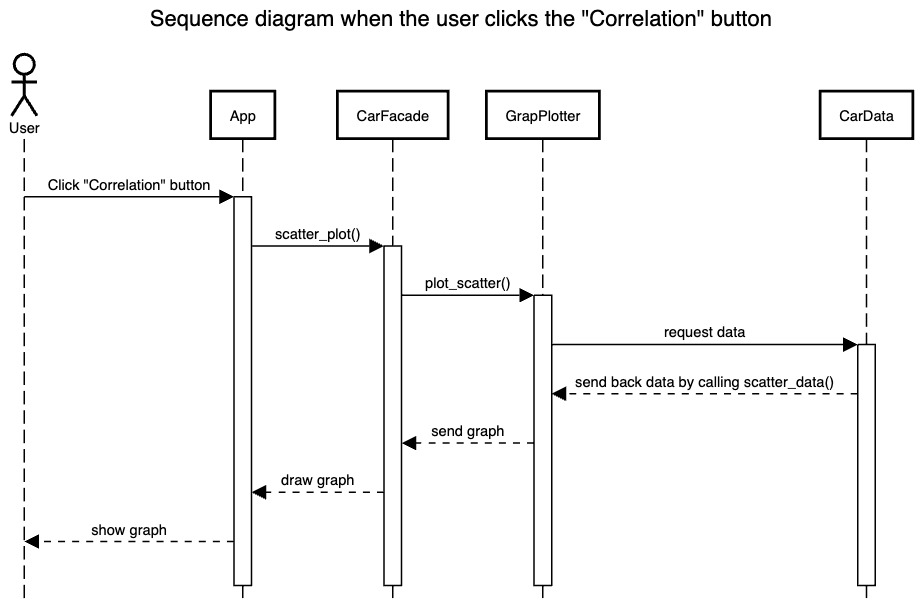 Sequence diagram when the user clicks the "Correlation" button
User
App
CarFacade
GrapPlotter
CarData
Click "Correlation" button
scatter_plot()
plot_scatter()
request data
send back data by calling scatter_data()
send graph
draw graph
show graph